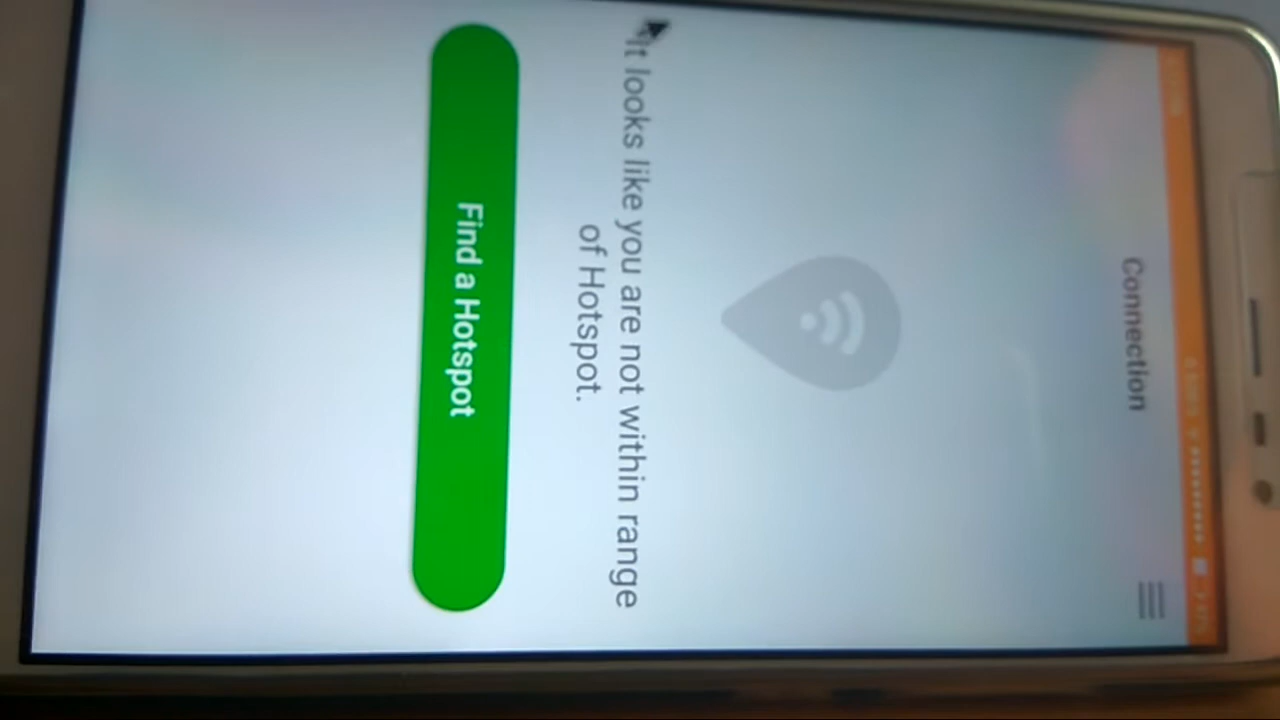 Connection
It looks like you are not within range
of Hotspot.
Find a Hotspot